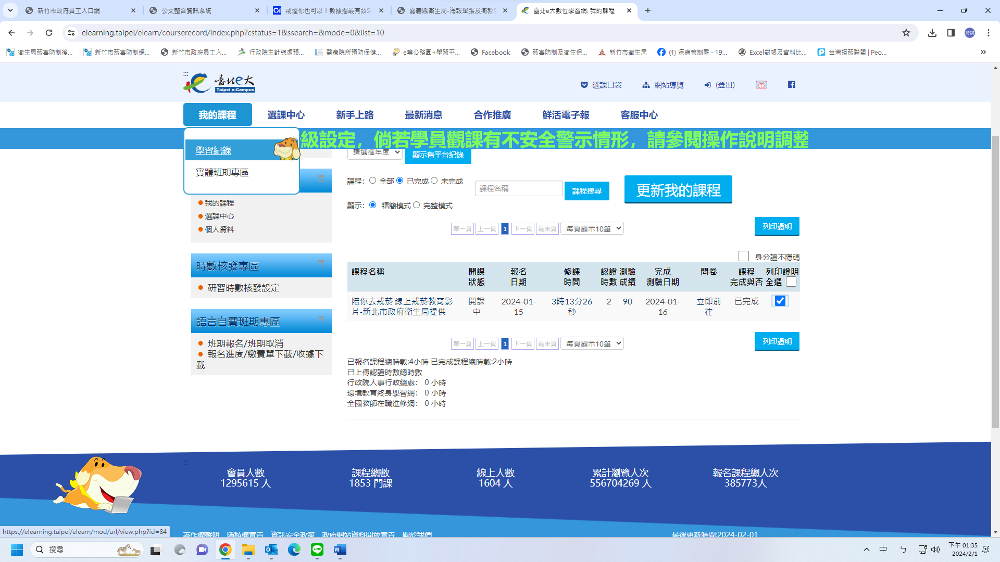 新竹市政府員工入口網
公文整合資訊系統
戒煙你也可以！數據揭最有效5
嘉義縣衛生局-海報單張及衛教
臺北e大數位學習網: 我的課程
elearning.taipei/elearn/courserecord/index.php?cstatus=1&ssearch=&mode=0&list=10
詩祺
衛生局菸害防制後...
新竹市菸害防制網...
新竹市政府員工入...
行政院主計總處預...
醫療院所預防保健...
e等公務園+學習平...
Facebook
菸害防制及衛生保...
新竹市衛生局
(1) 疾病管制署 - 19...
Excel對帳及資料比...
台灣拒菸聯盟 | Peo...
:::
臺北e大
Taipei e-Campus
選課口袋
網站導覽
(登出)
我的課程
選課中心
新手上路
最新消息
合作推廣
鮮活電子報
客服中心
級設定，倘若學員觀課有不安全警示情形，請參閱操作說明調整
學習紀錄
實體班期專區
請選擇年度
顯示舊平台紀錄
課程： 全部 已完成 未完成
課程名稱
課程搜尋
更新我的課程
顯示： 精簡模式 完整模式
我的課程
選課中心
個人資料
第一頁 上一頁 1 下一頁 最末頁 每頁顯示10筆
列印證明
時數核發專區
研習時數核發設定
語言自費班期專區
班期報名/班期取消
報名進度/繳費單下載/收據下
載
身分證不隱碼
課程名稱 開課 報名 修課 認證 測驗 完成 問卷 課程 列印證明
狀態 日期 時間 時數 成績 測驗日期 完成與否 全選
陪你去戒菸 線上戒菸教育影 開課 2024-01- 3時13分26 2 90 2024-01- 立即前 已完成
片-新北市政府衛生局提供 中 15 秒 16 往
第一頁 上一頁 1 下一頁 最末頁 每頁顯示10筆
列印證明
已報名課程總時數:4小時 已完成課程總時數:2小時
已上傳認證時數總時數
行政院人事行政總處： 0 小時
環境教育終身學習網： 0 小時
全國教師在職進修網： 0 小時
:::
會員人數
1295615 人
課程總數
1853 門課
線上人數
1604 人
累計瀏覽人次
556704269 人
報名課程總人次
385773人
https://elearning.taipei/elearn/mod/url/view.php?id=84
著作權聲明 隱私權宣告 資訊安全政策 政府網站資料開放宣告 關於我們
最後更新時間:2024-02-01
搜尋
中
ㄅ
下午 01:35
2024/2/1